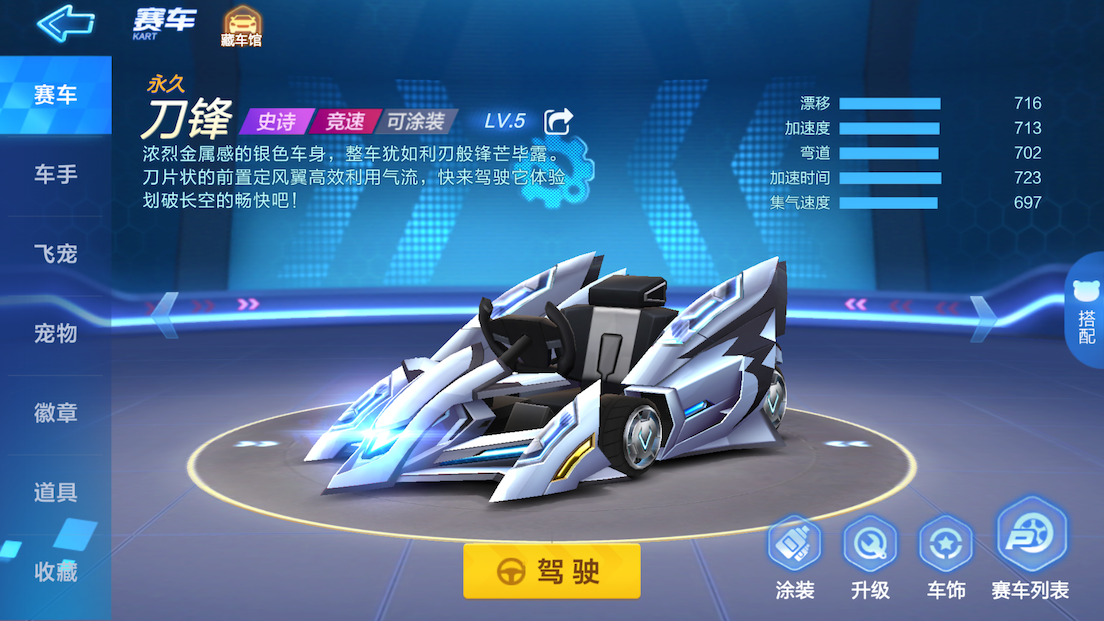 赛车
KART
藏车馆
赛车
车手
飞宠
宠物
徽章
道具
收藏
永久
刀锋 史诗 竞速 可涂装 LV.5
浓烈金属感的银色车身，整车犹如利刃般锋芒毕露。
刀片状的前置定风翼高效利用气流，快来驾驶它体验
划破长空的畅快吧！
漂移 716
加速度 713
弯道 702
加速时间 723
集气速度 697
搭配
驾驶
涂装
升级
车饰
赛车列表